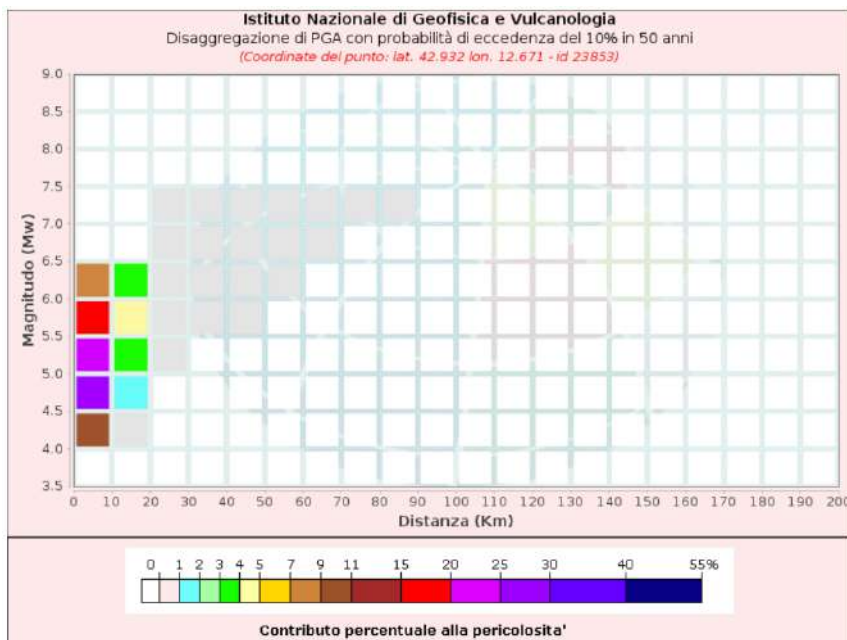 Istituto Nazionale di Geofisica e Vulcanologia
Disaggregazione di PGA con probabilità di eccedenza del 10% in 50 anni
(Coordinate del punto: lat. 42.932 lon. 12.671 - id 23853)
9.0
8.5
8.0
7.5
7.0
6.5
6.0
5.5
5.0
4.5
4.0
3.5
Magnitudo (Mw)
0 10 20 30 40 50 60 70 80 90 100 110 120 130 140 150 160 170 180 190 200
Distanza (Km)
0 1 2 3 4 5 7 9 11 15 20 25 30 40 55%
Contributo percentuale alla pericolosita'